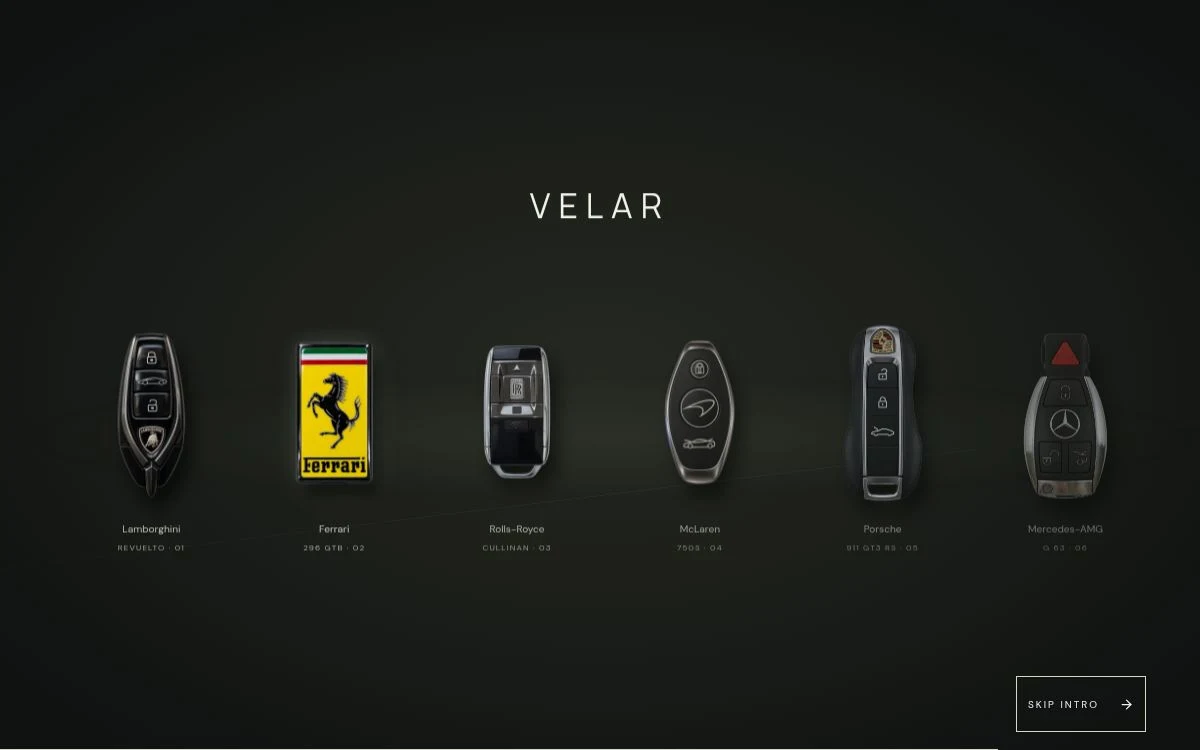 VELAR
Ferrari
Lamborghini
Ferrari
Rolls-Royce
McLaren
Porsche
Mercedes-AMG
REVUELTO · 01
296 GTB · 02
CULLINAN · 03
750S · 04
911 GT3 RS · 05
G 63 · 06
SKIP INTRO